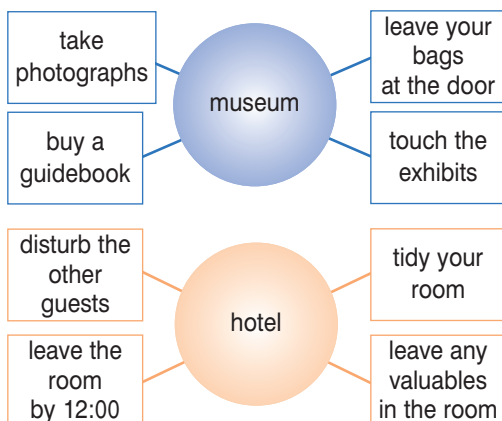 take
photographs
museum
leave your
bags
at the door
buy a
guidebook
touch the
exhibits
disturb the
other
guests
hotel
tidy your
room
leave the
room
by 12:00
leave any
valuables
in the room